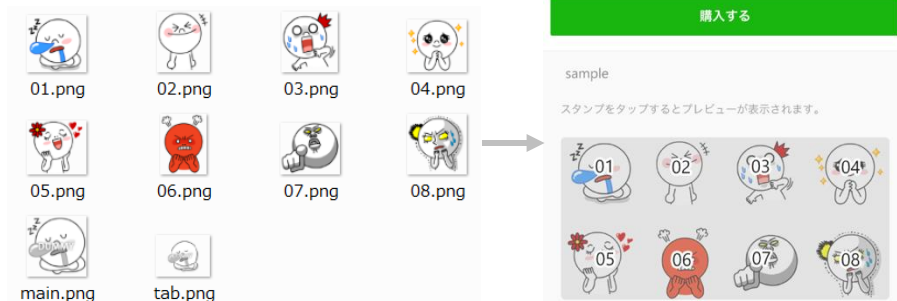 01.png 02.png 03.png 04.png
05.png 06.png 07.png 08.png
main.png tab.png
購入する
sample
スタンプをタップするとプレビューが表示されます。
01 02 03 04
05 06 07 08